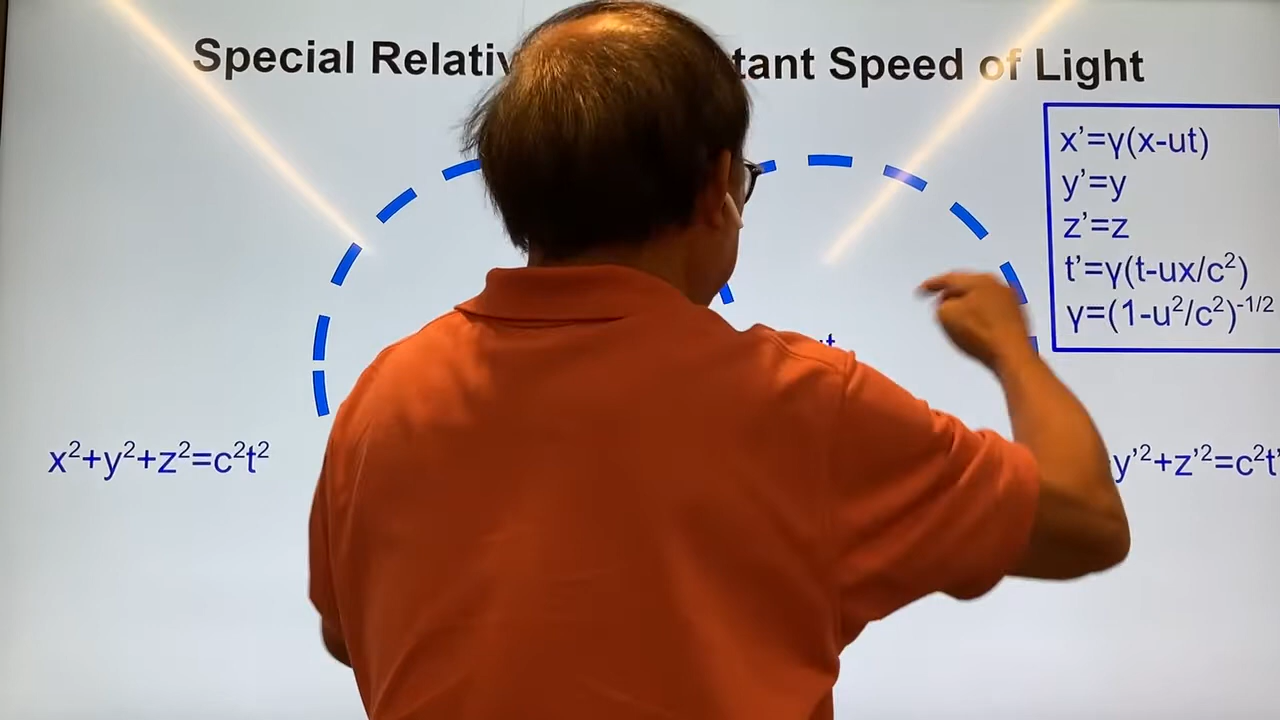 Special Relativ tant Speed of Light
x’=γ(x-ut)
y’=y
z’=z
t’=γ(t-ux/c²)
γ=(1-u²/c²)⁻¹/²
x²+y²+z²=c²t²
y’²+z’²=c²t’